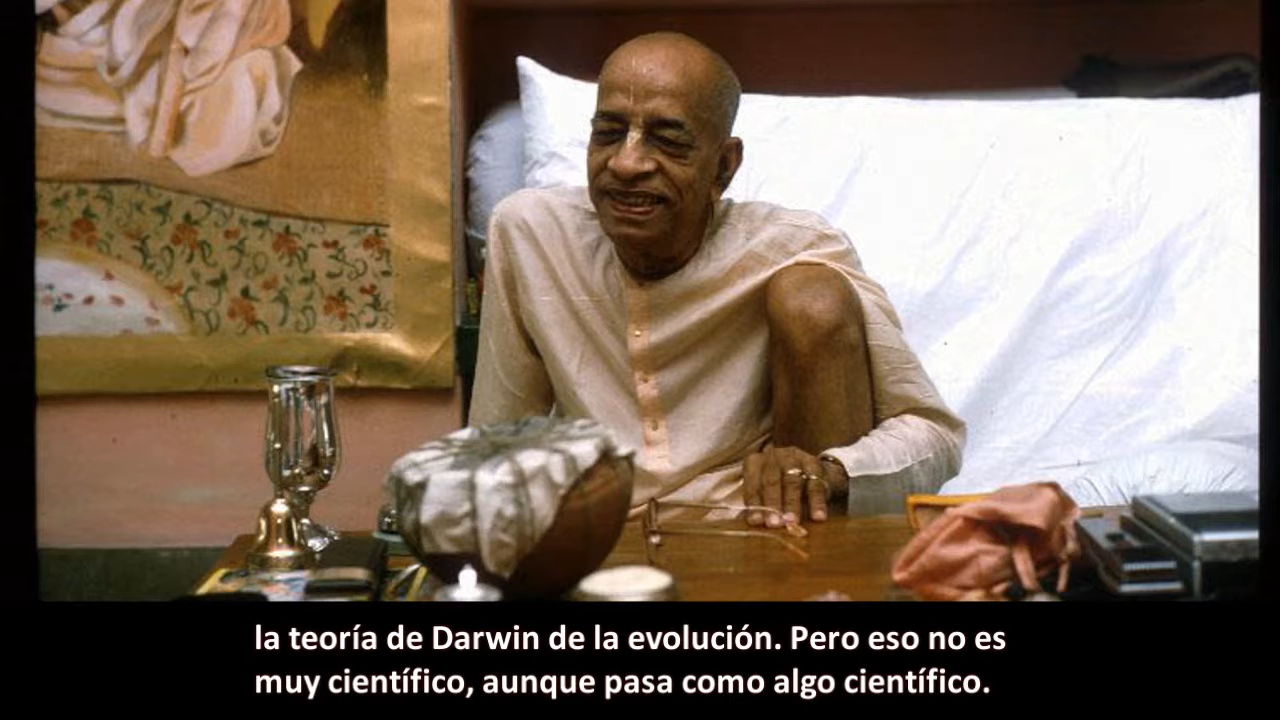 la teoría de Darwin de la evolución. Pero eso no es
muy científico, aunque pasa como algo científico.